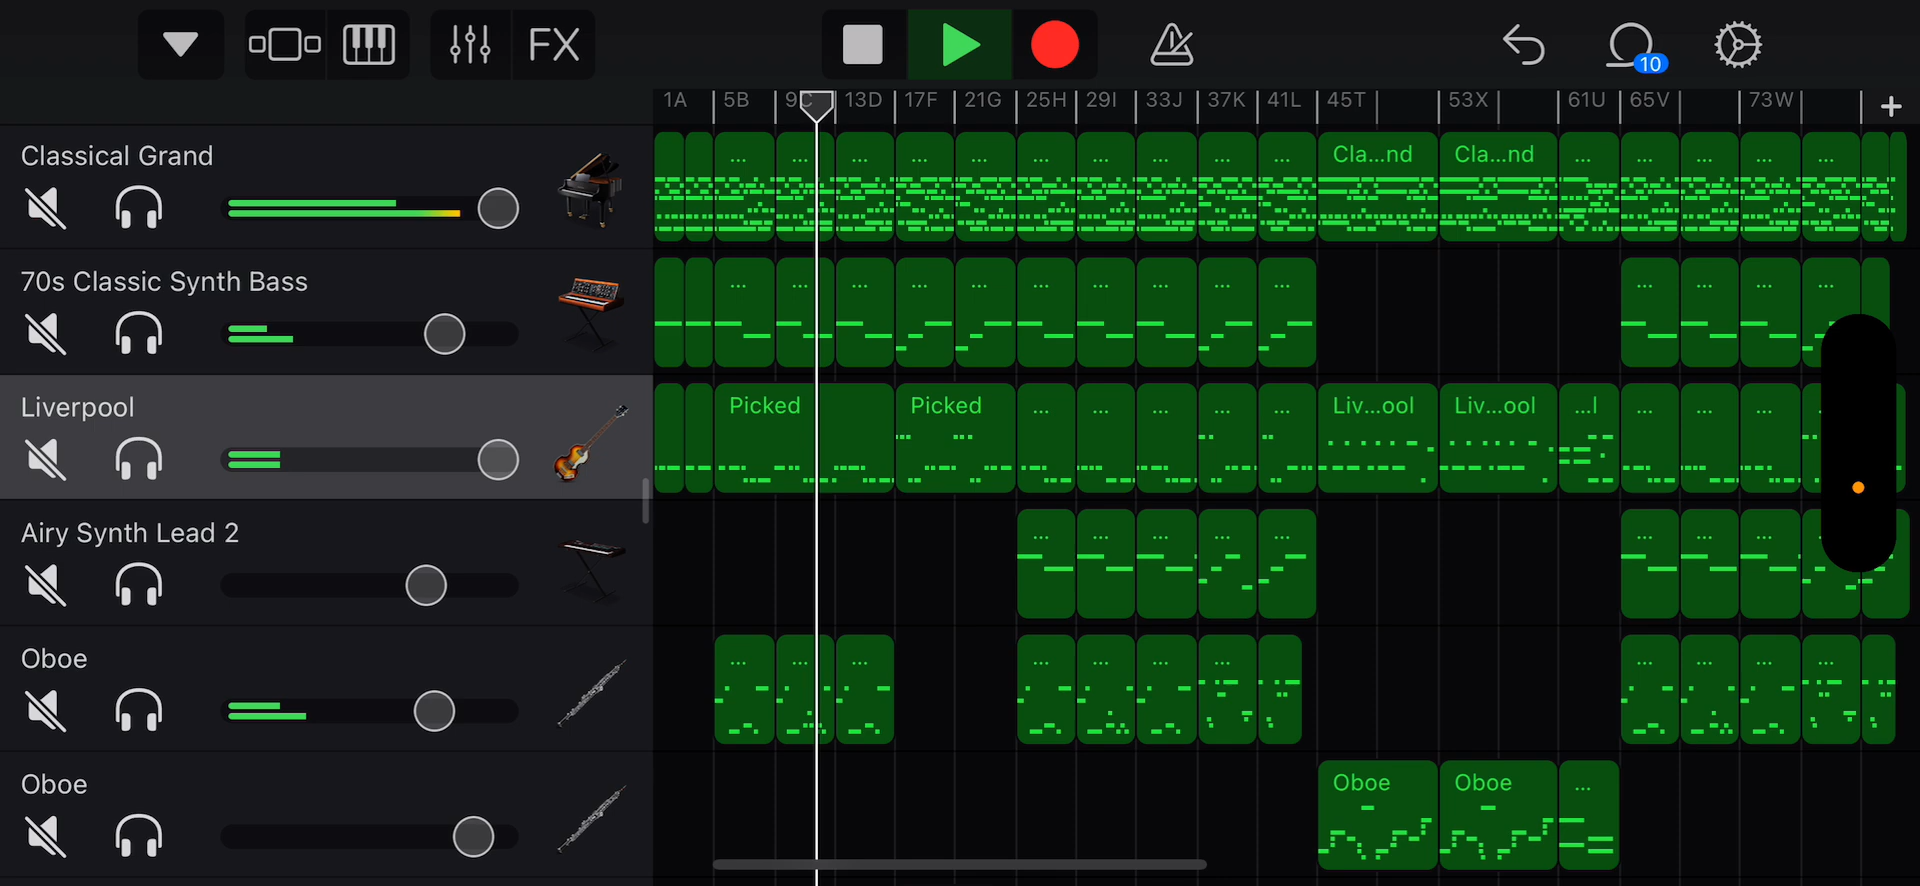 FX
10
1A 5B 9C 13D 17F 21G 25H 29I 33J 37K 41L 45T 53X 61U 65V 73W +
Classical Grand
... ... ... ... ... ... ... ... ... ... Cla...nd Cla...nd ... ... ... ... ...
70s Classic Synth Bass
... ... ... ... ... ... ... ... ... ... ... ... ... ...
Liverpool
Picked Picked ... ... ... ... ... Liv...ool Liv...ool ...l ... ... ...
Airy Synth Lead 2
... ... ... ... ... ... ... ...
Oboe
... ... ... ... ... ... ... ... ... ... ... ...
Oboe
Oboe Oboe ...